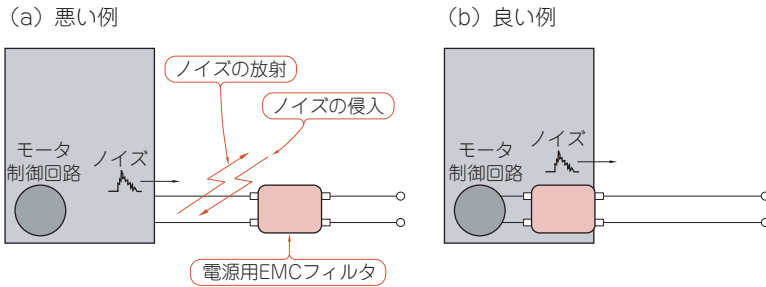 (a) 悪い例
ノイズの放射
ノイズの侵入
モータ
制御回路
ノイズ
電源用EMCフィルタ
(b) 良い例
ノイズ
モータ
制御回路